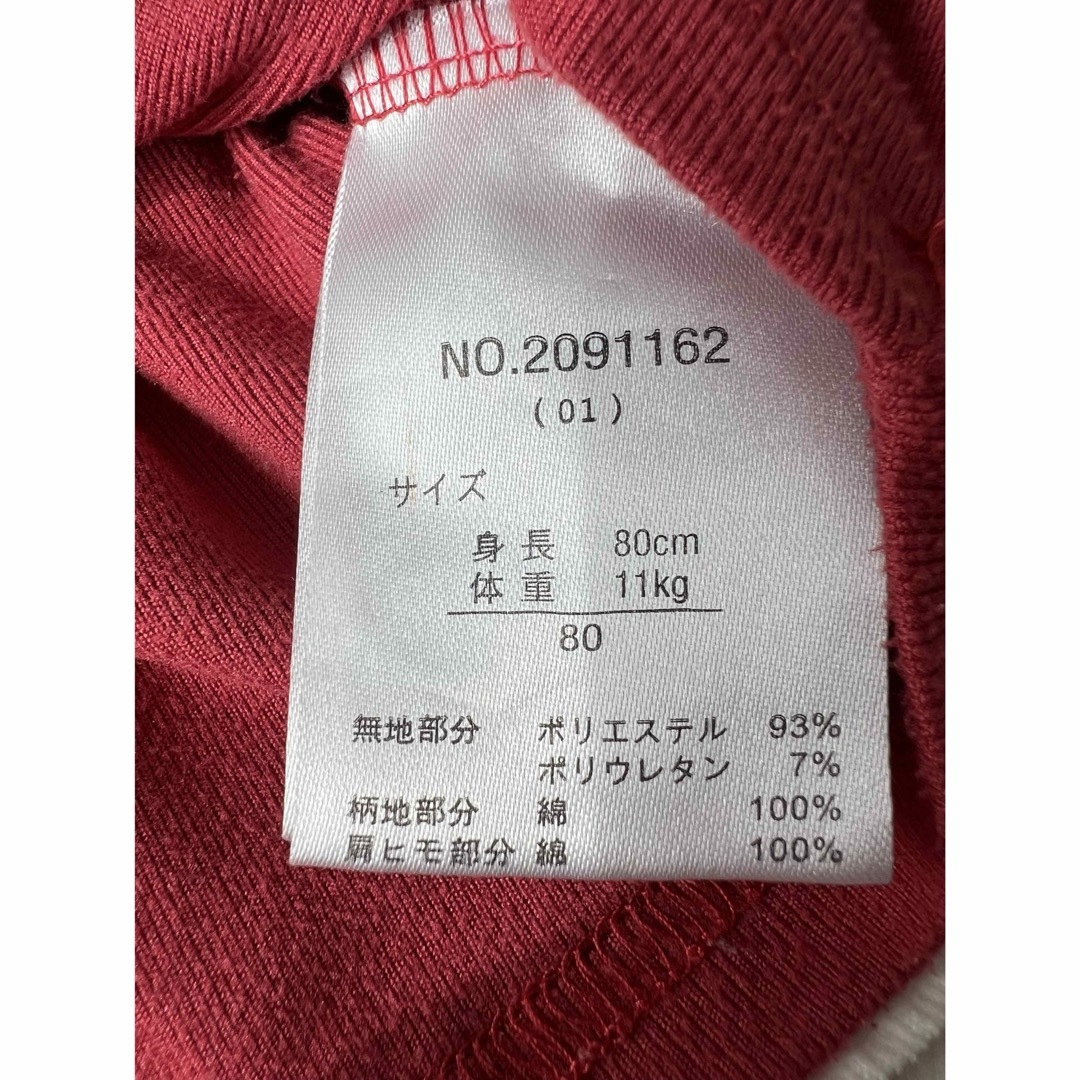 NO.2091162
(01)
サイズ
身長 80cm
体重 11kg
80
無地部分 ポリエステル 93%
ポリウレタン 7%
柄地部分 綿 100%
肩ヒモ部分 綿 100%